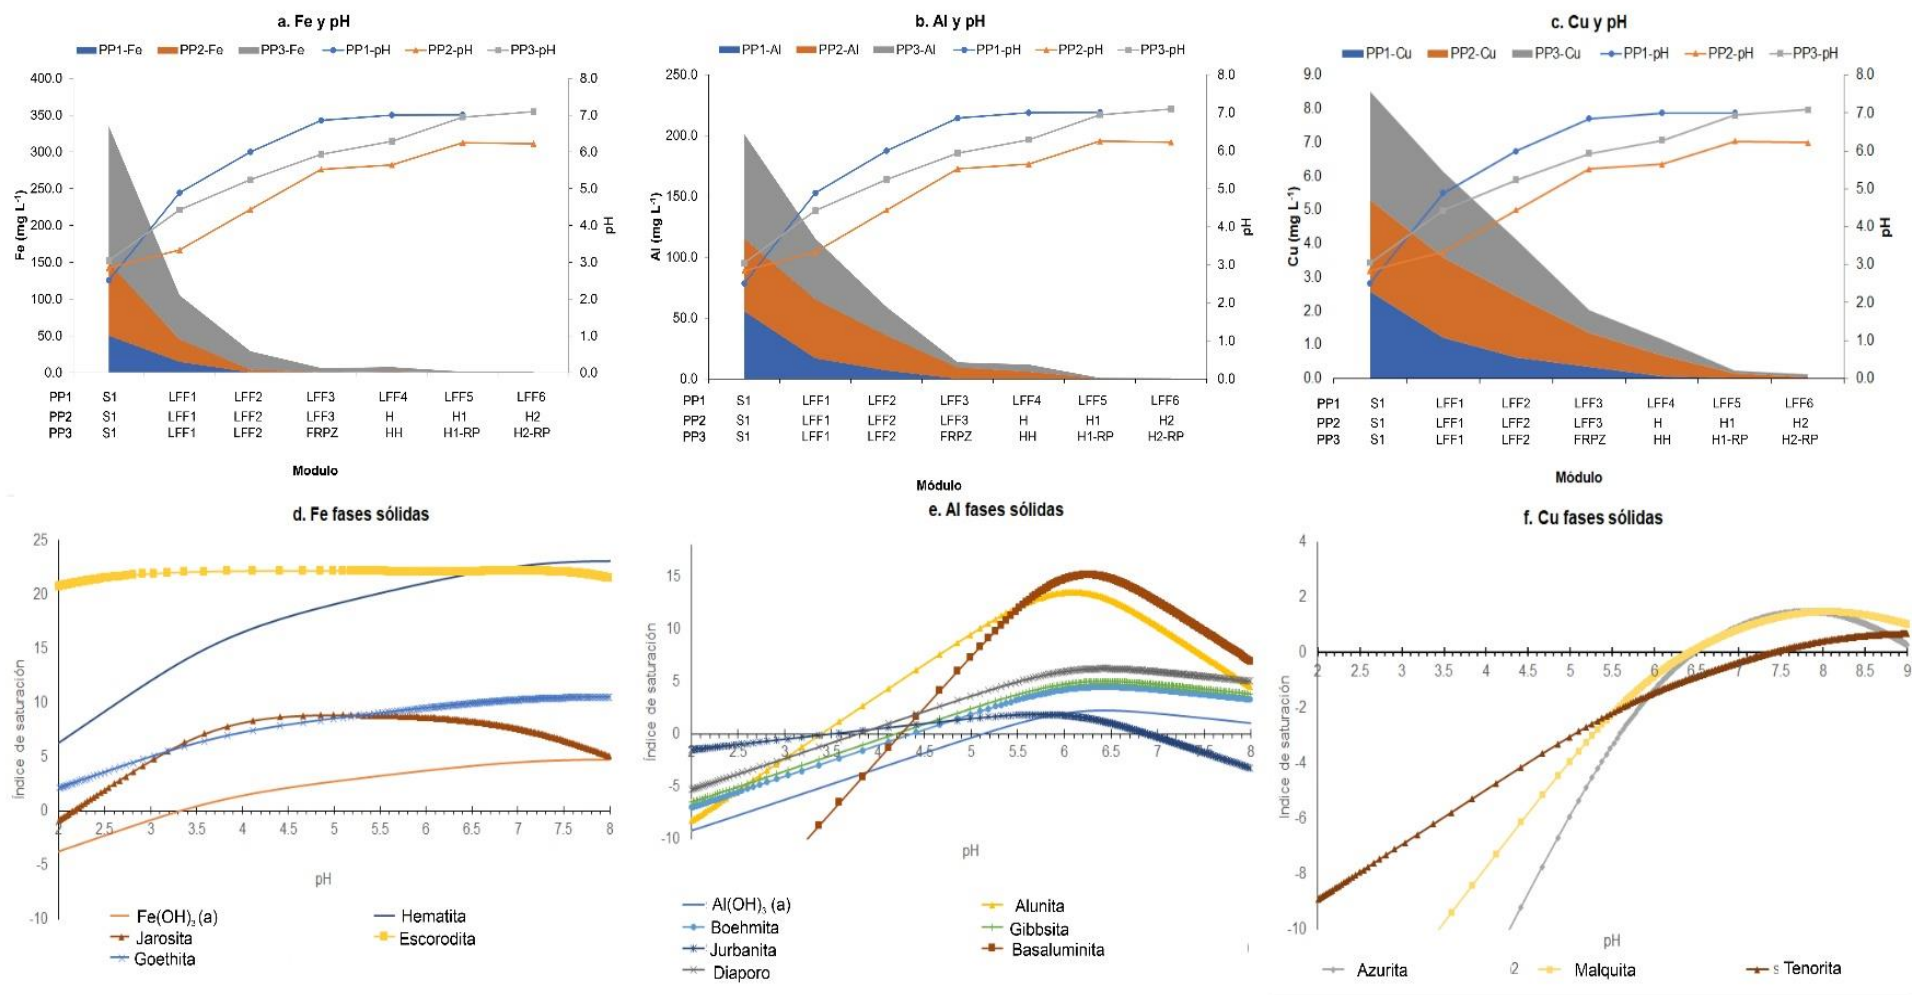 a. Fe y pH
PP1-Fe PP2-Fe PP3-Fe PP1-pH PP2-pH PP3-pH
400.0
350.0
300.0
250.0
200.0
150.0
100.0
50.0
0.0
Fe (mg L⁻¹)
8.0
7.0
6.0
5.0
4.0
3.0
2.0
1.0
0.0
pH
PP1 S1 LFF1 LFF2 LFF3 LFF4 LFF5 LFF6
PP2 S1 LFF1 LFF2 LFF3 H H1 H2
PP3 S1 LFF1 LFF2 FRPZ HH H1-RP H2-RP
Modulo
b. Al y pH
PP1-Al PP2-Al PP3-Al PP1-pH PP2-pH PP3-pH
250.0
200.0
150.0
100.0
50.0
0.0
Al (mg L⁻¹)
8.0
7.0
6.0
5.0
4.0
3.0
2.0
1.0
0.0
pH
PP1 S1 LFF1 LFF2 LFF3 LFF4 LFF5 LFF6
PP2 S1 LFF1 LFF2 LFF3 H H1 H2
PP3 S1 LFF1 LFF2 FRPZ HH H1-RP H2-RP
Módulo
c. Cu y pH
PP1-Cu PP2-Cu PP3-Cu PP1-pH PP2-pH PP3-pH
9.0
8.0
7.0
6.0
5.0
4.0
3.0
2.0
1.0
0.0
Cu (mg L⁻¹)
8.0
7.0
6.0
5.0
4.0
3.0
2.0
1.0
0.0
pH
PP1 S1 LFF1 LFF2 LFF3 LFF4 LFF5 LFF6
PP2 S1 LFF1 LFF2 LFF3 H H1 H2
PP3 S1 LFF1 LFF2 FRPZ HH H1-RP H2-RP
Módulo
d. Fe fases sólidas
25
20
15
10
5
0
-5
-10
Índice de saturación
2 2.5 3 3.5 4 4.5 5 5.5 6 6.5 7 7.5 8
pH
Fe(OH)₂ (a) Hematita
Jarosita Escorodita
Goethita
e. Al fases sólidas
15
10
5
0
-5
-10
Índice de saturación
2 2.5 3 3.5 4 4.5 5 5.5 6 6.5 7 8
pH
Al(OH)₃ (a) Alunita
Boehmita Gibbsita
Jurbanita Basaluminita
Diaporo
f. Cu fases sólidas
4
2
0
-2
-4
-6
-8
-10
Índice de saturación
2 2.5 3 3.5 4 4.5 5 5.5 6 6.5 7 7.5 8 8.5 9
pH
Azurita 2 Malquita s Tenorita